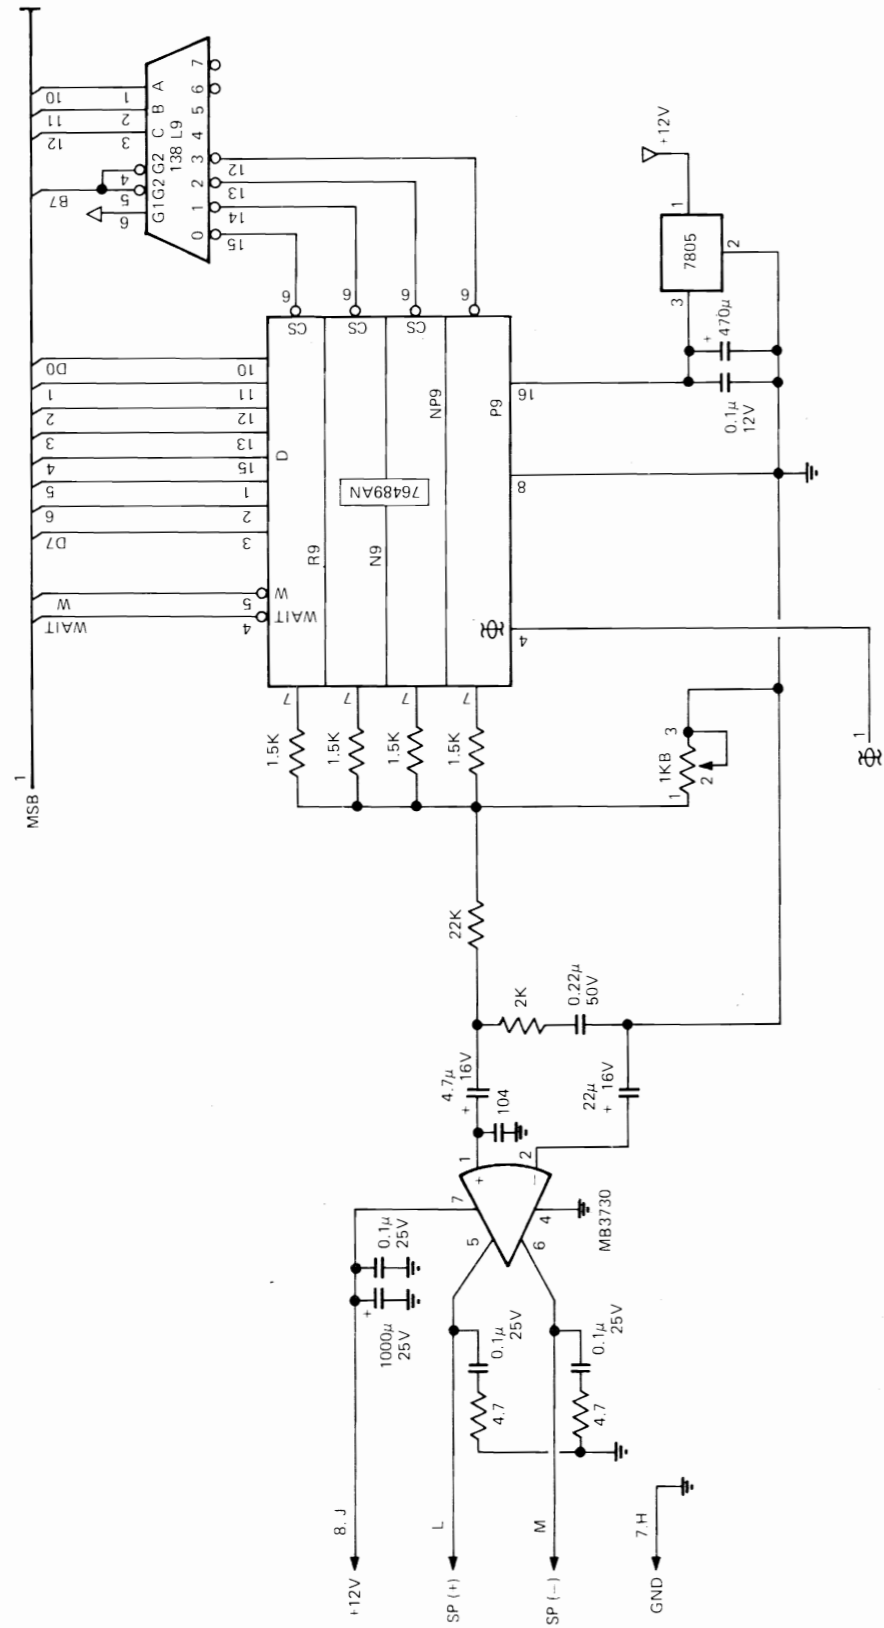 MSB
1
10
11
12
B7
1
2
3
4
5
6
A
B
C
G2
G2
G1
138 L9
7
6
5
4
3
2
1
0
12
13
14
15
6
6
6
6
CS
CS
CS
CS
D0
1
2
3
4
5
6
D7
W
WAIT
10
11
12
13
15
1
2
3
5
4
D
W
WAIT
76489AN
R9
N9
NP9
P9
16
8
4
7
7
7
7
1.5K
1.5K
1.5K
1.5K
+12V
1
7805
2
3
+
470µ
0.1µ
12V
1KB
1
2
3
1
22K
2K
0.22µ
50V
4.7µ
16V
+
104
22µ
16V
+
1
2
+
−
7
4
5
6
MB3730
0.1µ
25V
+
1000µ
25V
0.1µ
25V
0.1µ
25V
4.7
4.7
8. J
L
M
7.H
+12V
SP (+)
SP (−)
GND